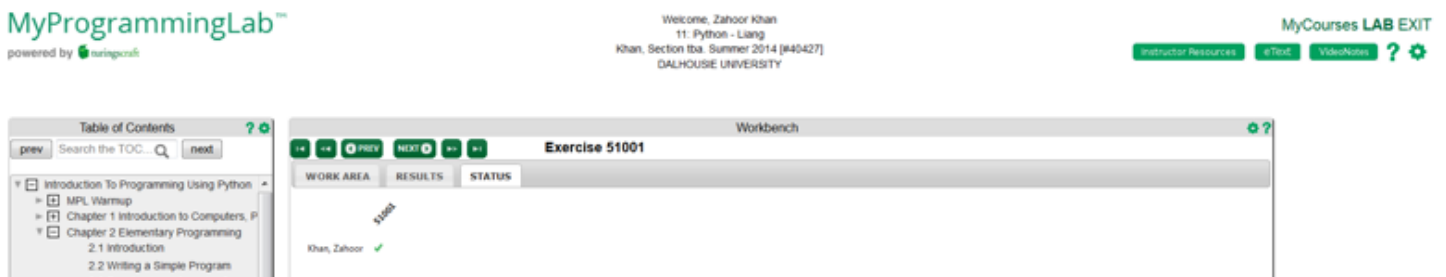 MyProgrammingLab™
powered by turingscraft
Welcome, Zahoor Khan
11: Python - Liang
Khan, Section tba. Summer 2014 [#40427]
DALHOUSIE UNIVERSITY
MyCourses LAB EXIT
Instructor Resources eText VideoNotes ?
Table of Contents ?
prev Search the TOC... next
Introduction To Programming Using Python
MPL Warmup
Chapter 1 Introduction to Computers, P
Chapter 2 Elementary Programming
2.1 Introduction
2.2 Writing a Simple Program
Workbench ?
PREV NEXT Exercise 51001
WORK AREA RESULTS STATUS
51001
Khan, Zahoor